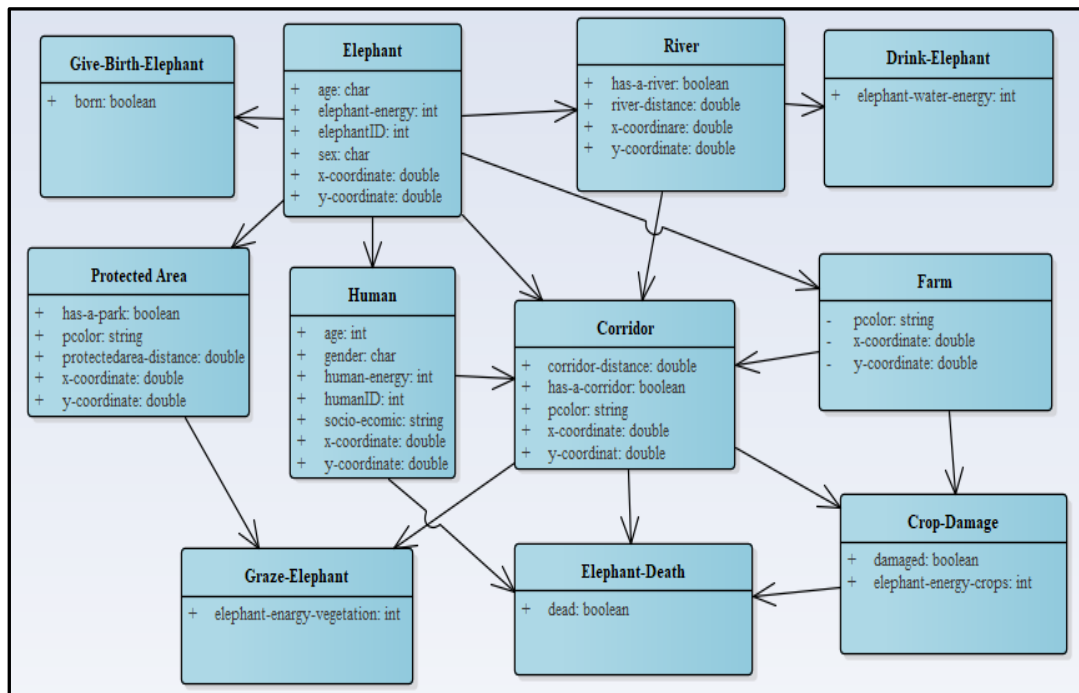 Give-Birth-Elephant
+ born: boolean
Elephant
+ age: char
+ elephant-energy: int
+ elephantID: int
+ sex: char
+ x-coordinate: double
+ y-coordinate: double
River
+ has-a-river: boolean
+ river-distance: double
+ x-coordinare: double
+ y-coordinate: double
Drink-Elephant
+ elephant-water-energy: int
Protected Area
+ has-a-park: boolean
+ pcolor: string
+ protectedarea-distance: double
+ x-coordinate: double
+ y-coordinate: double
Human
+ age: int
+ gender: char
+ human-energy: int
+ humanID: int
+ socio-ecomic: string
+ x-coordinate: double
+ y-coordinate: double
Corridor
+ corridor-distance: double
+ has-a-corridor: boolean
+ pcolor: string
+ x-coordinate: double
+ y-coordinat: double
Farm
- pcolor: string
- x-coordinate: double
- y-coordinate: double
Graze-Elephant
+ elephant-enargy-vegetation: int
Elephant-Death
+ dead: boolean
Crop-Damage
+ damaged: boolean
+ elephant-energy-crops: int